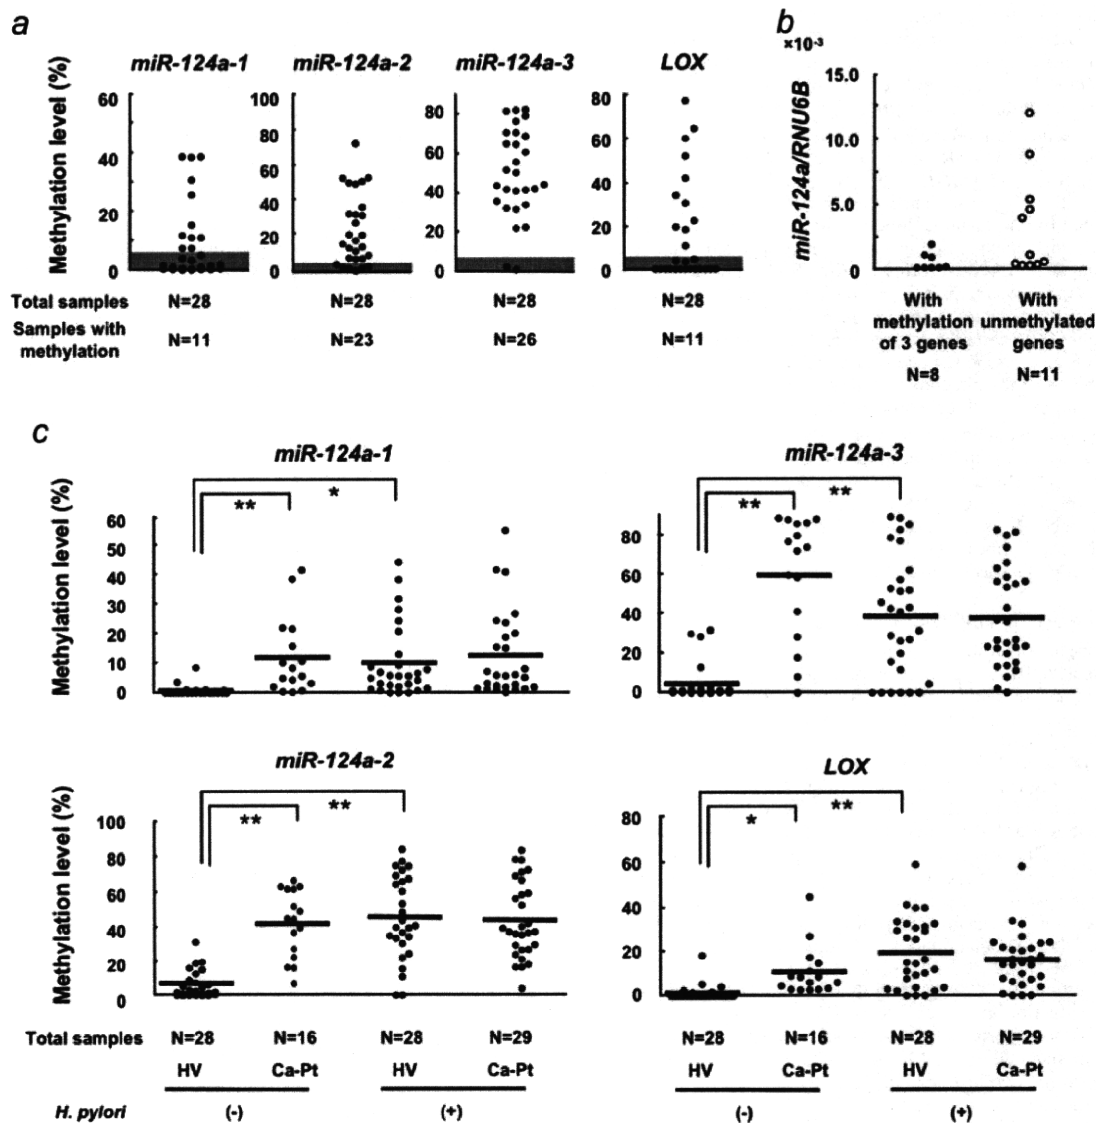 a
miR-124a-1 miR-124a-2 miR-124a-3 LOX
Methylation level (%)
60
40
20
0
100
80
60
40
20
0
80
60
40
20
0
80
60
40
20
0
Total samples N=28 N=28 N=28 N=28
Samples with
methylation N=11 N=23 N=26 N=11
b
×10-3
miR-124a/RNU6B
15.0
10.0
5.0
0
With
methylation
of 3 genes
With
unmethylated
genes
N=8 N=11
c
miR-124a-1
Methylation level (%)
60
50
40
30
20
10
0
** *
miR-124a-3
80
60
40
20
0
** **
miR-124a-2
Methylation level (%)
100
80
60
40
20
0
** **
LOX
80
60
40
20
0
* **
Total samples N=28 N=16 N=28 N=29 N=28 N=16 N=28 N=29
HV Ca-Pt HV Ca-Pt HV Ca-Pt HV Ca-Pt
H. pylori (-) (+) (-) (+)